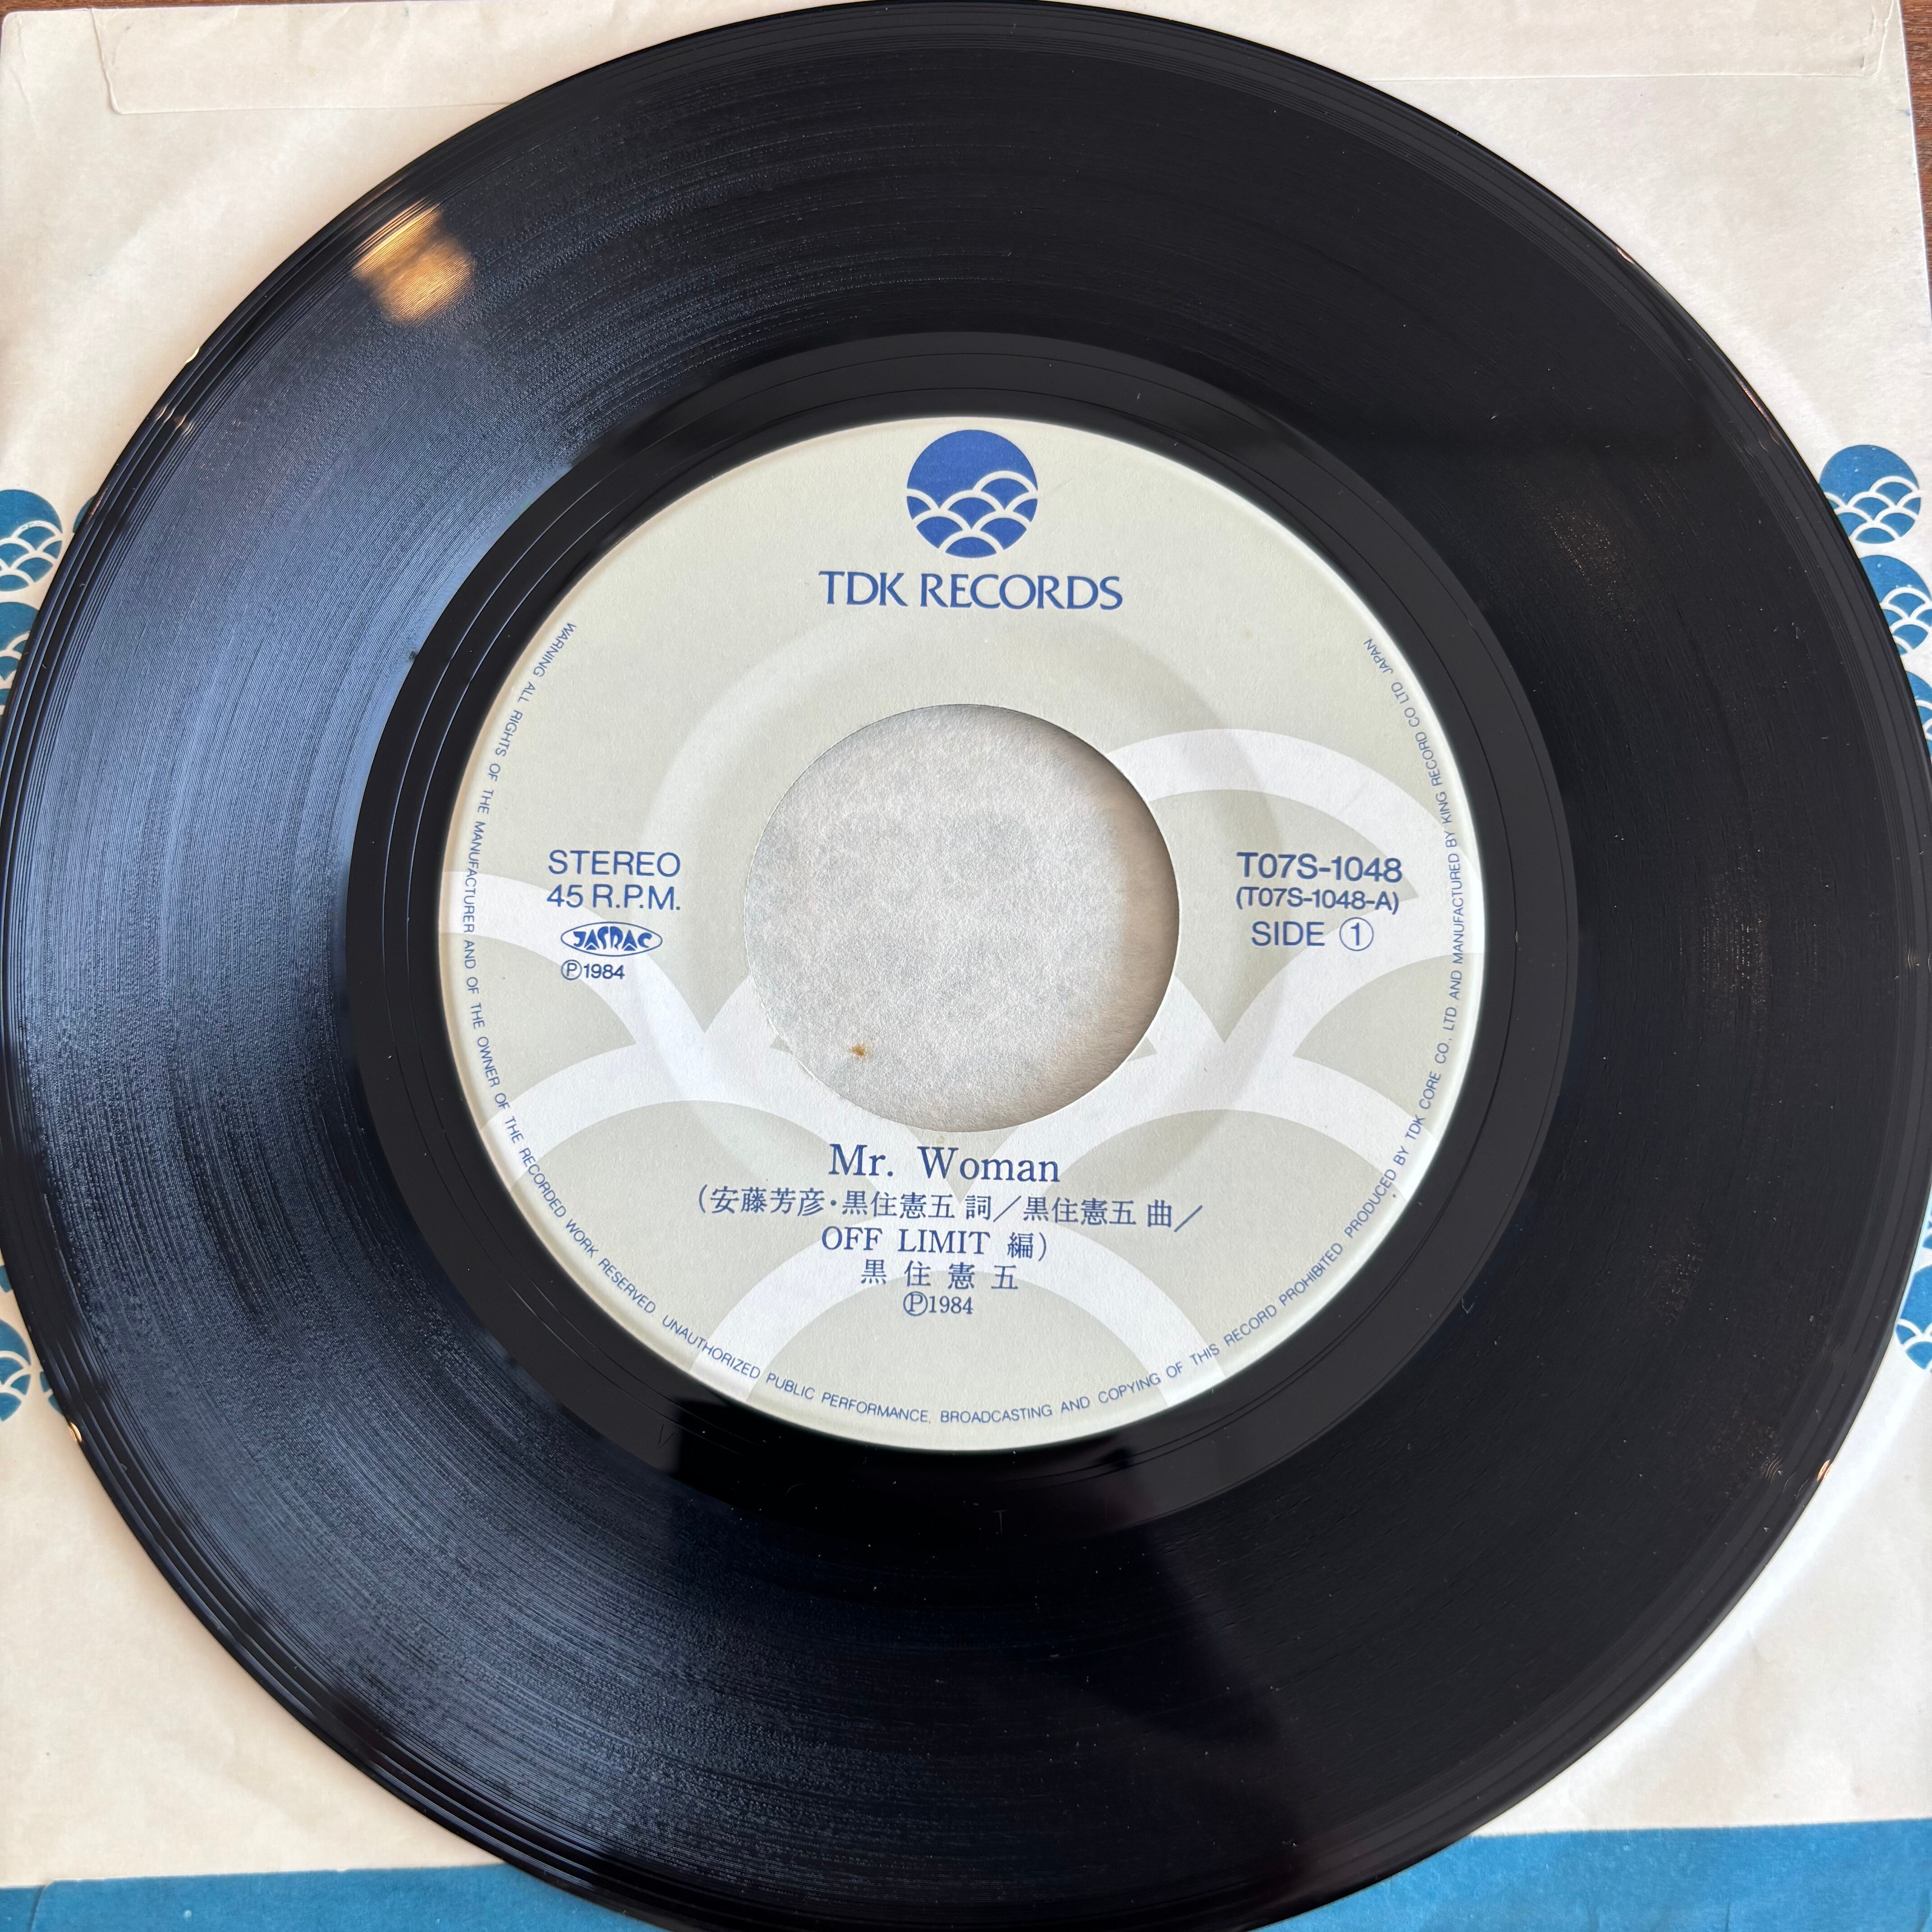 TDK RECORDS
STEREO
45 R.P.M.
JASRAC
Ⓟ1984
T07S-1048
(T07S-1048-A)
SIDE ①
Mr. Woman
(安藤芳彦・黒住憲五 詞／黒住憲五 曲／
OFF LIMIT 編)
黒住憲五
Ⓟ1984
WARNING ALL RIGHTS OF THE MANUFACTURER AND OF THE OWNER OF THE RECORDED WORK RESERVED UNAUTHORIZED PUBLIC PERFORMANCE, BROADCASTING AND COPYING OF THIS RECORD PROHIBITED PRODUCED BY TDK CORE CO., LTD AND MANUFACTURED BY KING RECORD CO LTD JAPAN